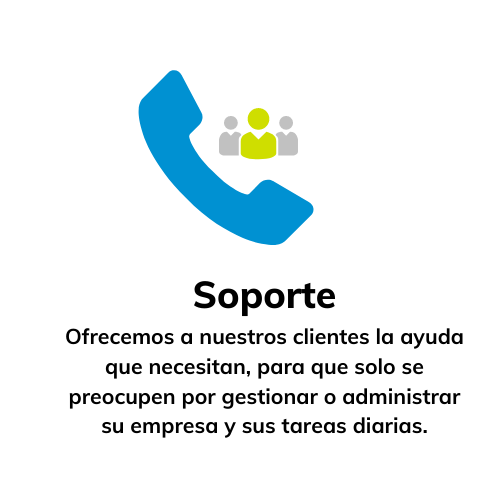 Soporte
Ofrecemos a nuestros clientes la ayuda
que necesitan, para que solo se
preocupen por gestionar o administrar
su empresa y sus tareas diarias.